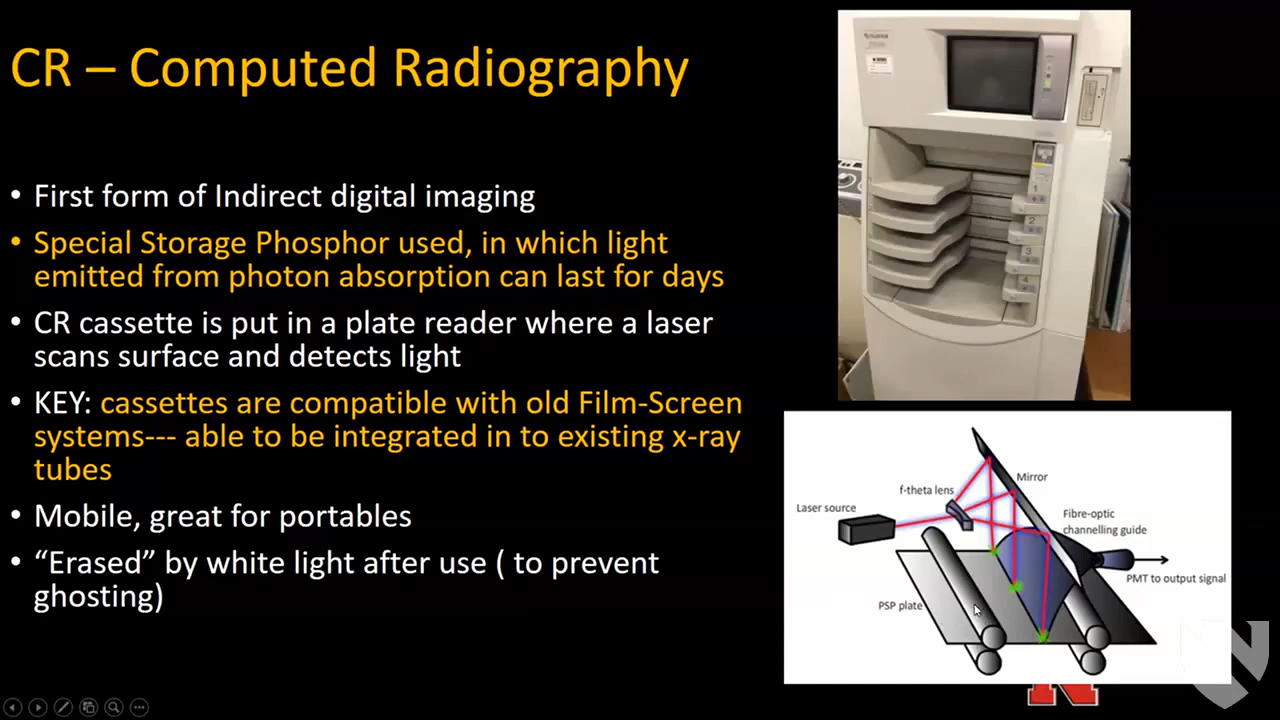 CR – Computed Radiography
• First form of Indirect digital imaging
• Special Storage Phosphor used, in which light
emitted from photon absorption can last for days
• CR cassette is put in a plate reader where a laser
scans surface and detects light
• KEY: cassettes are compatible with old Film-Screen
systems--- able to be integrated in to existing x-ray
tubes
• Mobile, great for portables
• “Erased” by white light after use ( to prevent
ghosting)
1
2
3
4
Mirror
f-theta lens
Laser source
Fibre-optic
channelling guide
PMT to output signal
PSP plate
N